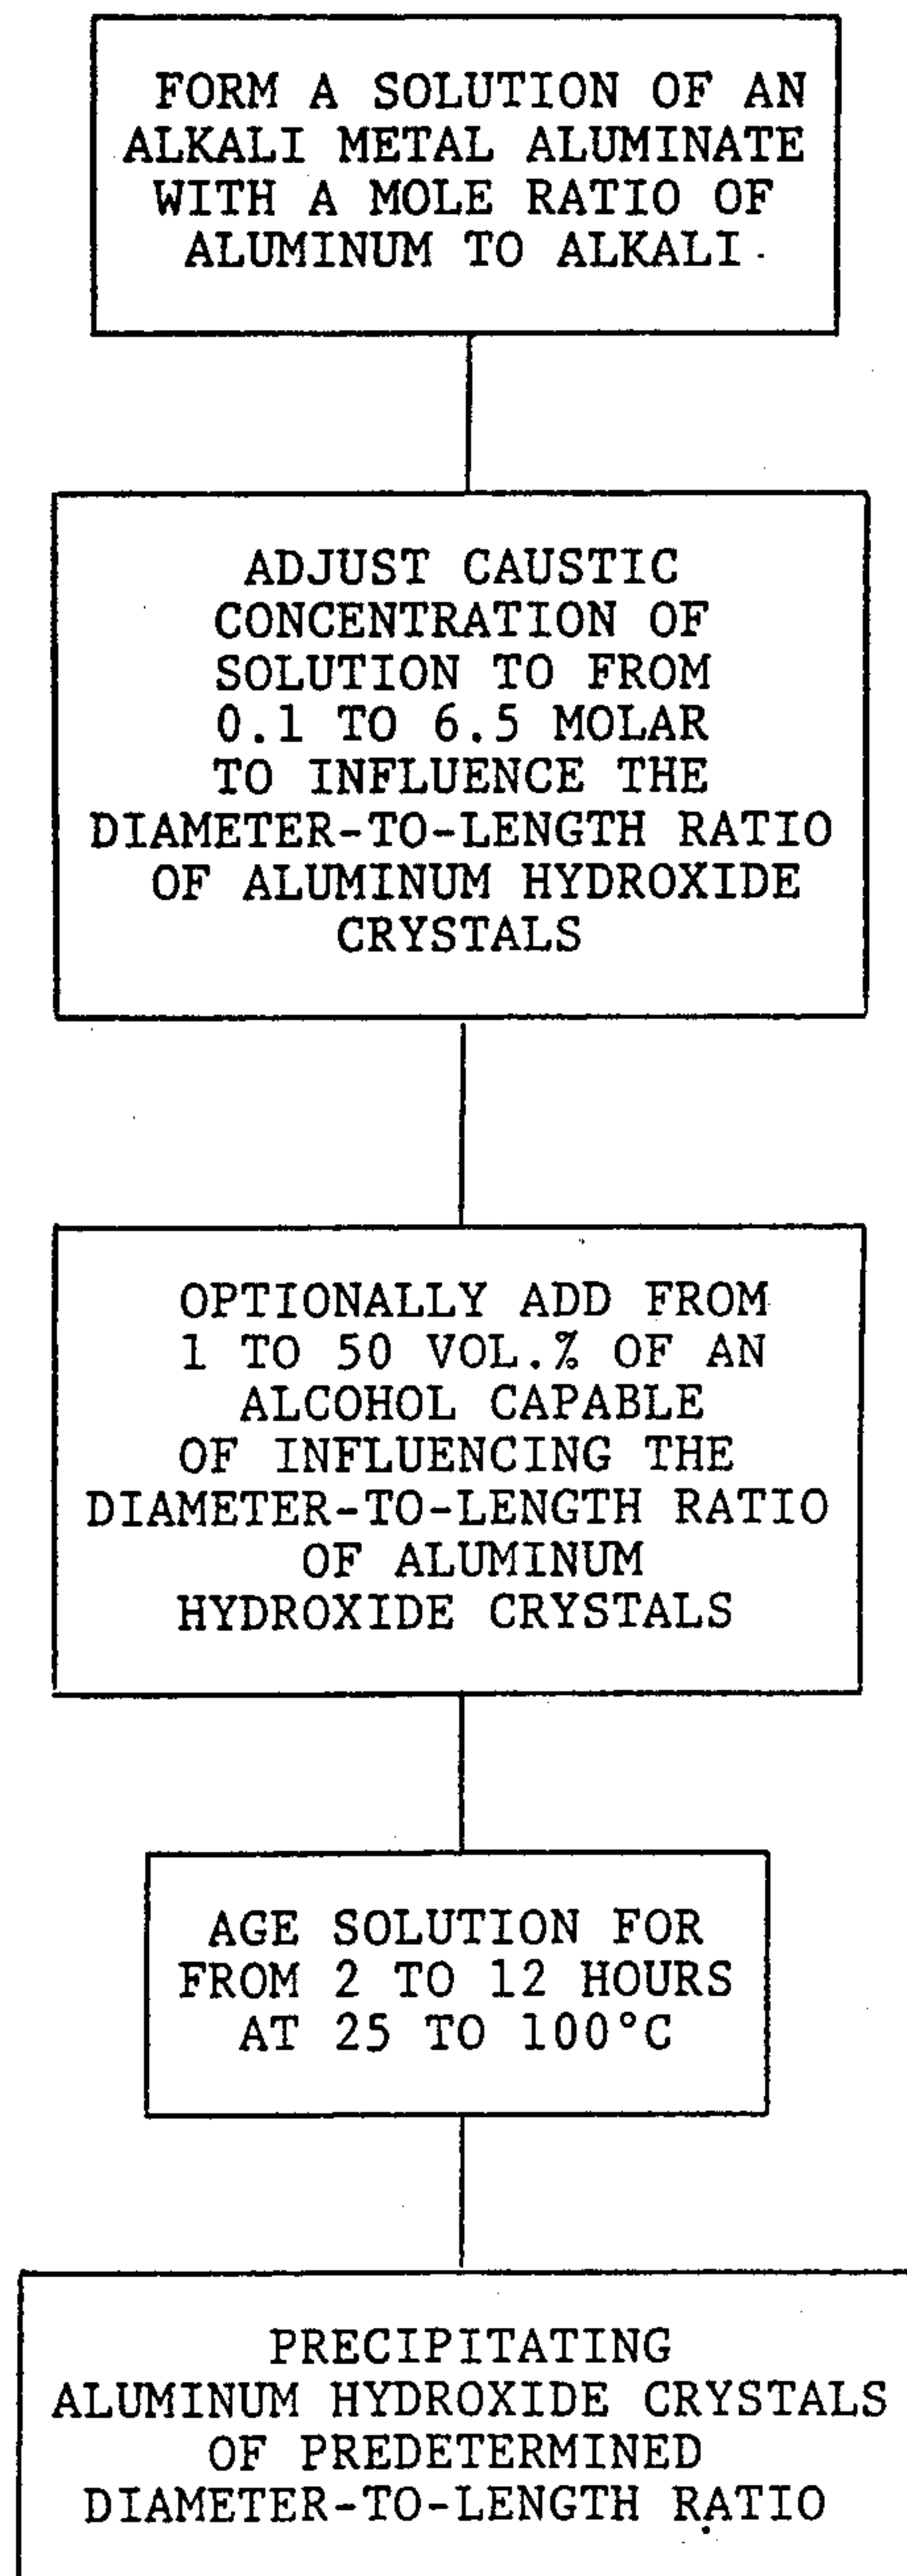 FORM A SOLUTION OF AN
ALKALI METAL ALUMINATE
WITH A MOLE RATIO OF
ALUMINUM TO ALKALI
ADJUST CAUSTIC
CONCENTRATION OF
SOLUTION TO FROM
0.1 TO 6.5 MOLAR
TO INFLUENCE THE
DIAMETER-TO-LENGTH RATIO
OF ALUMINUM HYDROXIDE
CRYSTALS
OPTIONALLY ADD FROM
1 TO 50 VOL.% OF AN
ALCOHOL CAPABLE
OF INFLUENCING THE
DIAMETER-TO-LENGTH RATIO
OF ALUMINUM
HYDROXIDE CRYSTALS
AGE SOLUTION FOR
FROM 2 TO 12 HOURS
AT 25 TO 100°C
PRECIPITATING
ALUMINUM HYDROXIDE CRYSTALS
OF PREDETERMINED
DIAMETER-TO-LENGTH RATIO